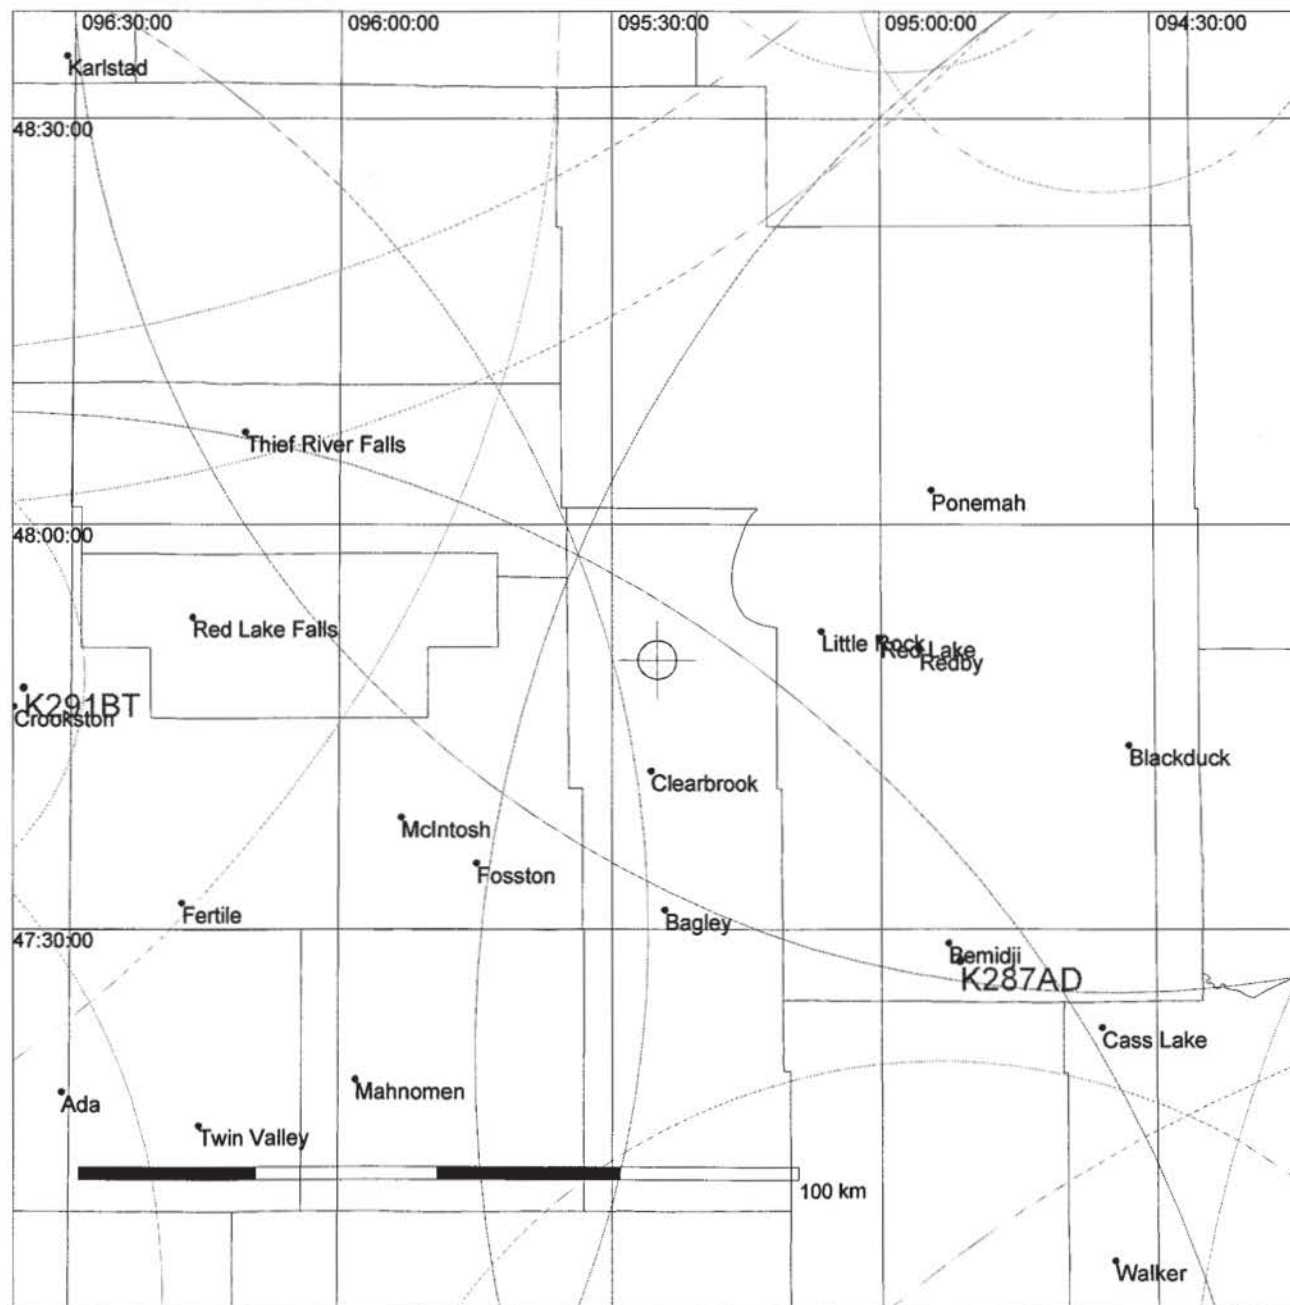 096:30:00
096:00:00
095:30:00
095:00:00
094:30:00
Karlstad
48:30:00
Thief River Falls
Ponemah
48:00:00
Red Lake Falls
Little Rock
Red Lake
Redby
K291BT
Crookston
Blackduck
Clearbrook
McIntosh
Fosston
Fertile
Bagley
47:30:00
Bemidji
K287AD
Cass Lake
Mahnomen
Ada
Twin Valley
100 km
Walker